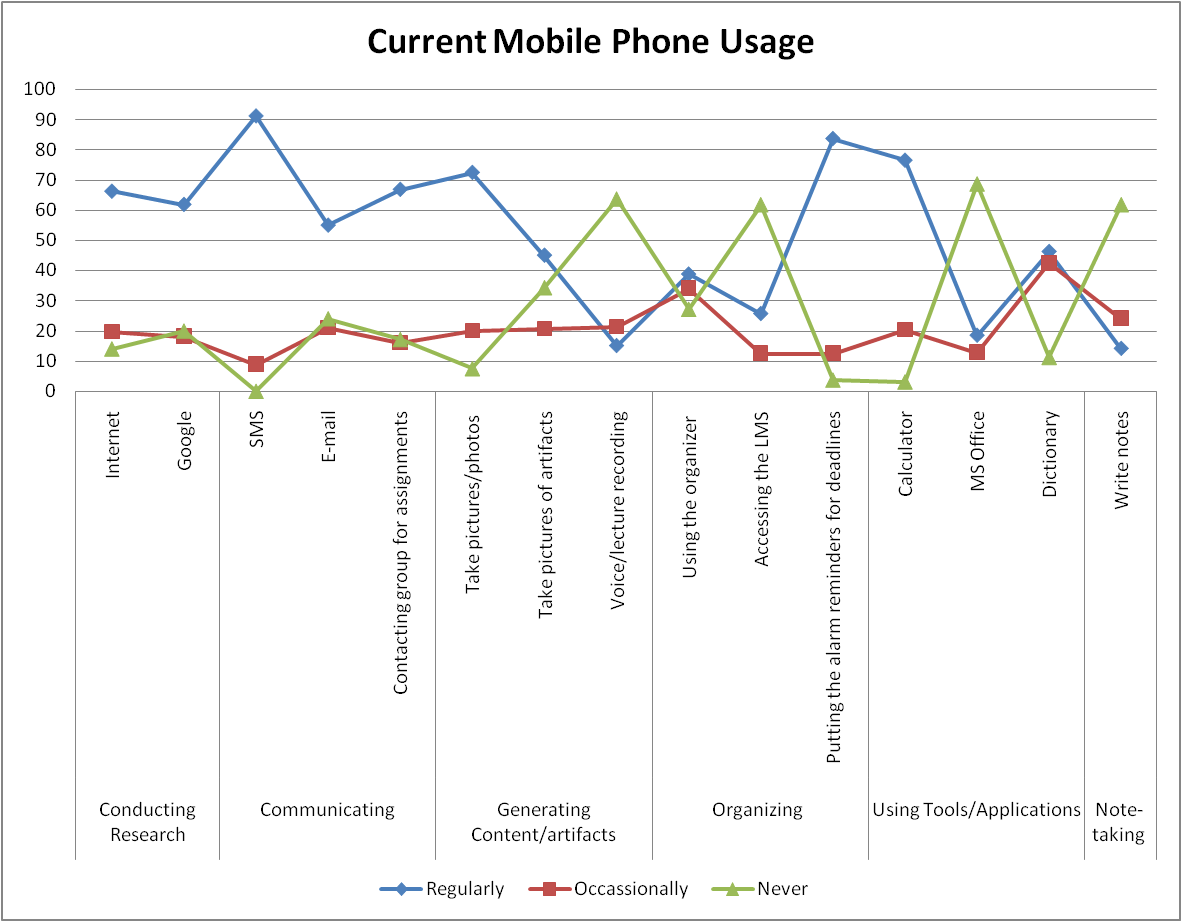 Current Mobile Phone Usage
100
90
80
70
60
50
40
30
20
10
0
Internet
Google
SMS
E-mail
Contacting group for assignments
Take pictures/photos
Take pictures of artifacts
Voice/lecture recording
Using the organizer
Accessing the LMS
Putting the alarm reminders for deadlines
Calculator
MS Office
Dictionary
Write notes
Conducting
Research
Communicating
Generating
Content/artifacts
Organizing
Using Tools/Applications
Note-
taking
Regularly
Occassionally
Never